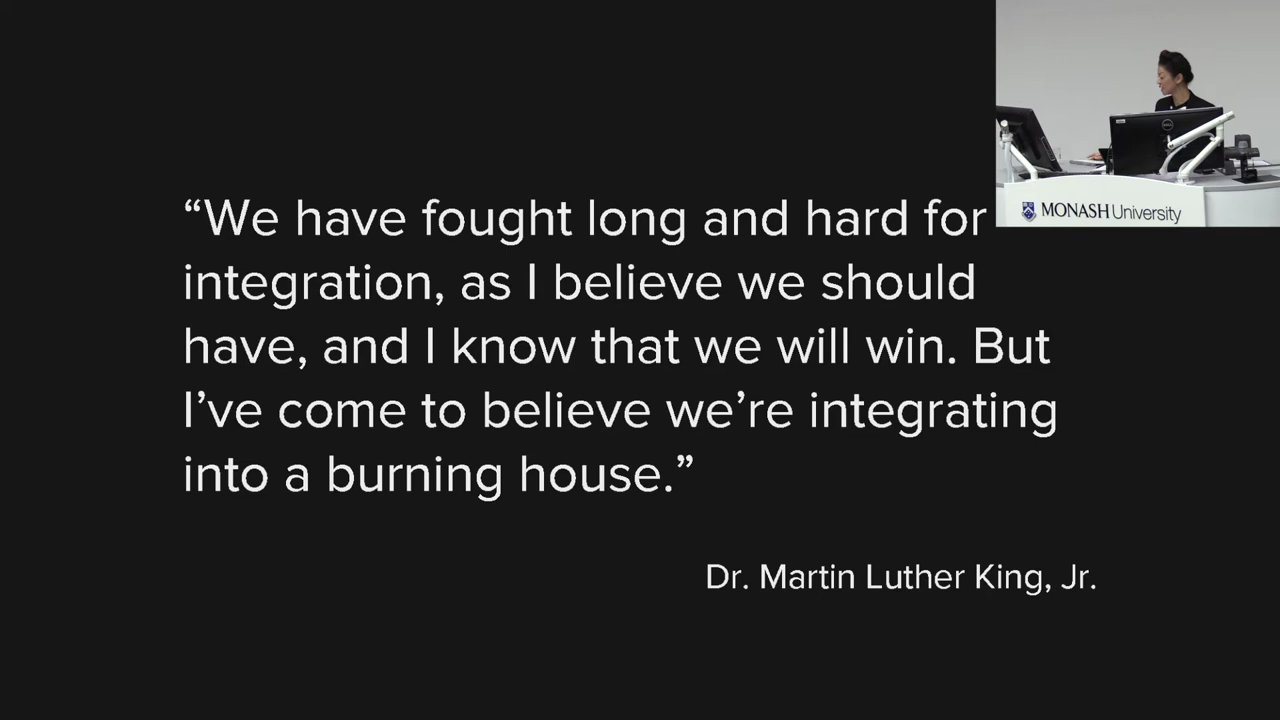 “We have fought long and hard for
integration, as I believe we should
have, and I know that we will win. But
I’ve come to believe we’re integrating
into a burning house.”
Dr. Martin Luther King, Jr.
MONASH University